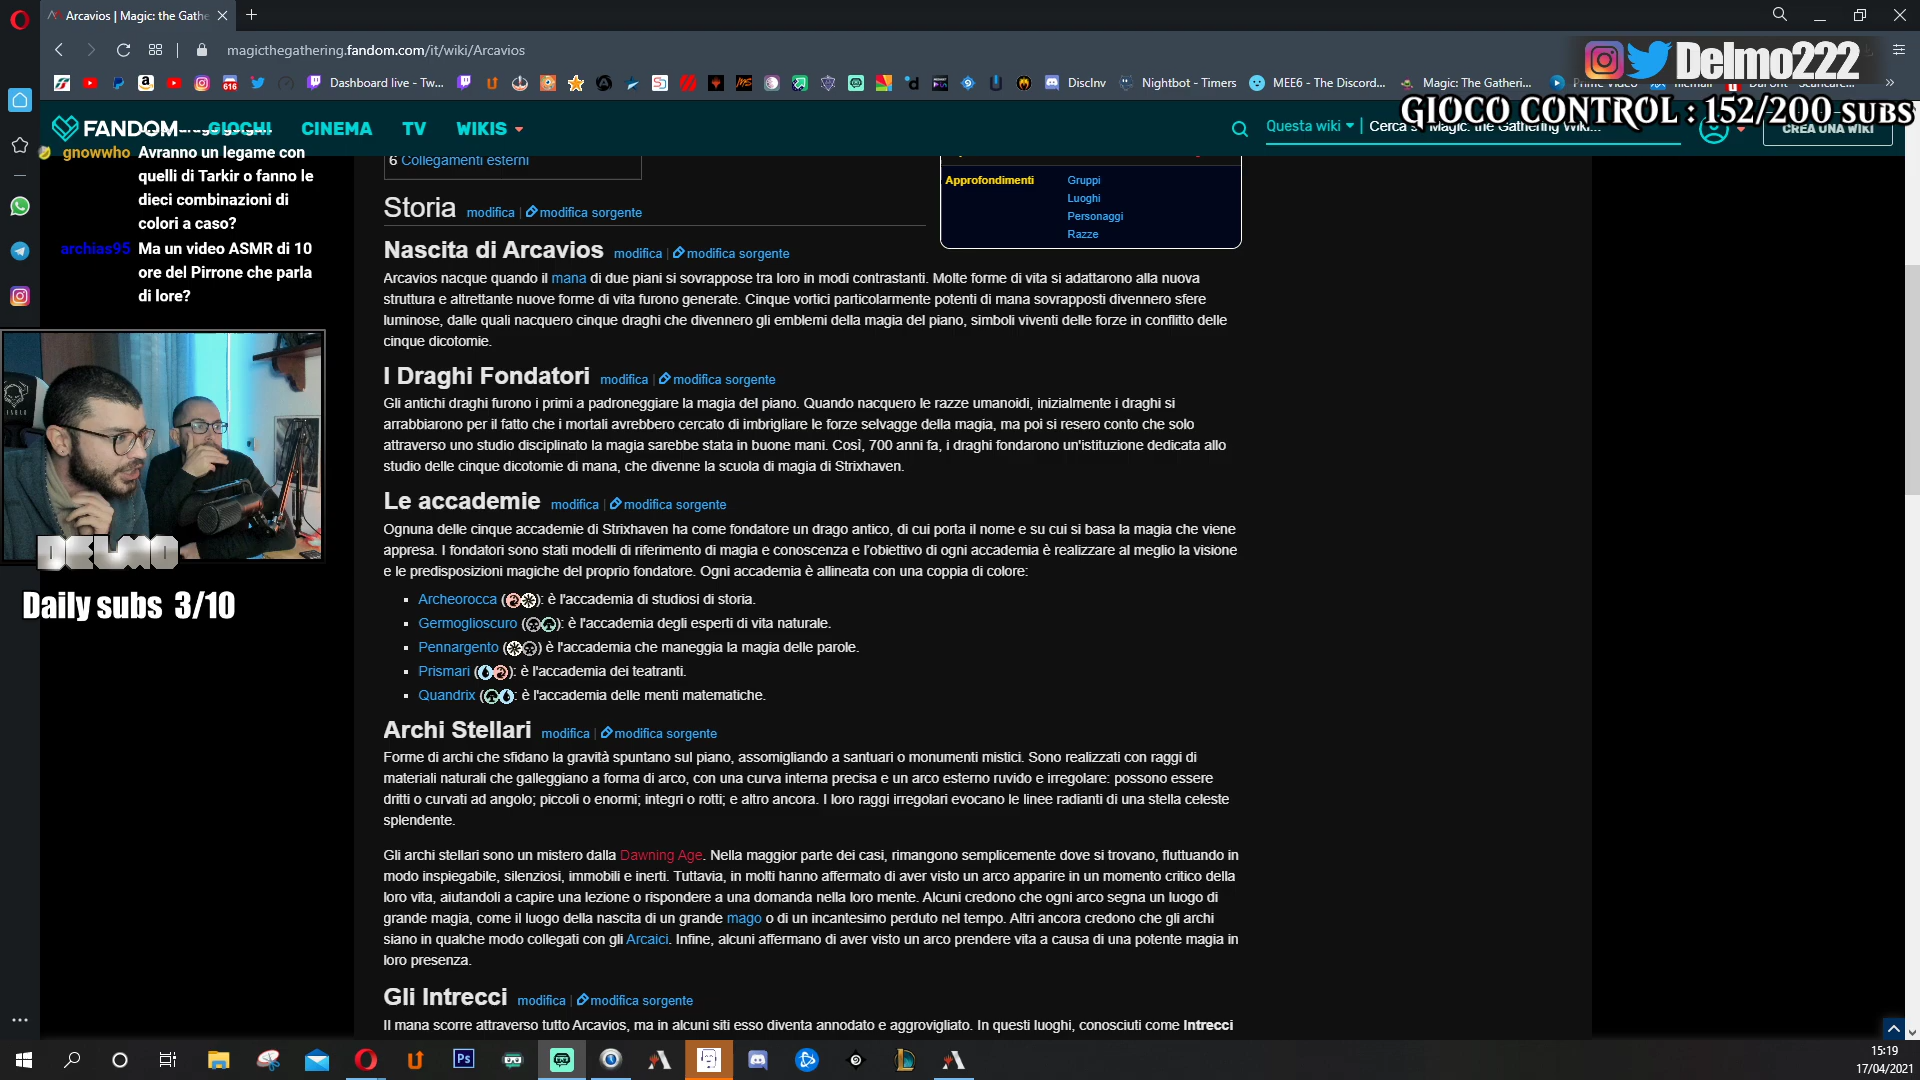 Arcavios | Magic: the Gathe
magicthegathering.fandom.com/it/wiki/Arcavios
Delmo222
616
Dashboard live - Tw...
DiscInv
Nightbot - Timers
MEE6 - The Discord...
Magic: The Gatheri...
Prime Video
GIOCO CONTROL : 152/200 SUBS
FANDOM
GIOCHI
CINEMA
TV
WIKIS
Questa wiki
Magic: the Gathering Wiki...
CREA UNA WIKI
gnowwho Avranno un legame con
quelli di Tarkir o fanno le
dieci combinazioni di
colori a caso?
archias95 Ma un video ASMR di 10
ore del Pirrone che parla
di lore?
DELMO
Daily subs 3/10
6 Collegamenti esterni
Approfondimenti
Gruppi
Luoghi
Personaggi
Razze
Storia modifica | modifica sorgente
Nascita di Arcavios modifica | modifica sorgente
Arcavios nacque quando il mana di due piani si sovrappose tra loro in modi contrastanti. Molte forme di vita si adattarono alla nuova
struttura e altrettante nuove forme di vita furono generate. Cinque vortici particolarmente potenti di mana sovrapposti divennero sfere
luminose, dalle quali nacquero cinque draghi che divennero gli emblemi della magia del piano, simboli viventi delle forze in conflitto delle
cinque dicotomie.
I Draghi Fondatori modifica | modifica sorgente
Gli antichi draghi furono i primi a padroneggiare la magia del piano. Quando nacquero le razze umanoidi, inizialmente i draghi si
arrabbiarono per il fatto che i mortali avrebbero cercato di imbrigliare le forze selvagge della magia, ma poi si resero conto che solo
attraverso uno studio disciplinato la magia sarebbe stata in buone mani. Così, 700 anni fa, i draghi fondarono un'istituzione dedicata allo
studio delle cinque dicotomie di mana, che divenne la scuola di magia di Strixhaven.
Le accademie modifica | modifica sorgente
Ognuna delle cinque accademie di Strixhaven ha come fondatore un drago antico, di cui porta il nome e su cui si basa la magia che viene
appresa. I fondatori sono stati modelli di riferimento di magia e conoscenza e l'obiettivo di ogni accademia è realizzare al meglio la visione
e le predisposizioni magiche del proprio fondatore. Ogni accademia è allineata con una coppia di colore:
Archeorocca (): è l'accademia di studiosi di storia.
Germoglioscuro (): è l'accademia degli esperti di vita naturale.
Pennargento () è l'accademia che maneggia la magia delle parole.
Prismari (): è l'accademia dei teatranti.
Quandrix (: è l'accademia delle menti matematiche.
Archi Stellari modifica | modifica sorgente
Forme di archi che sfidano la gravità spuntano sul piano, assomigliando a santuari o monumenti mistici. Sono realizzati con raggi di
materiali naturali che galleggiano a forma di arco, con una curva interna precisa e un arco esterno ruvido e irregolare: possono essere
dritti o curvati ad angolo; piccoli o enormi; integri o rotti; e altro ancora. I loro raggi irregolari evocano le linee radianti di una stella celeste
splendente.
Gli archi stellari sono un mistero dalla Dawning Age. Nella maggior parte dei casi, rimangono semplicemente dove si trovano, fluttuando in
modo inspiegabile, silenziosi, immobili e inerti. Tuttavia, in molti hanno affermato di aver visto un arco apparire in un momento critico della
loro vita, aiutandoli a capire una lezione o rispondere a una domanda nella loro mente. Alcuni credono che ogni arco segna un luogo di
grande magia, come il luogo della nascita di un grande mago o di un incantesimo perduto nel tempo. Altri ancora credono che gli archi
siano in qualche modo collegati con gli Arcaici. Infine, alcuni affermano di aver visto un arco prendere vita a causa di una potente magia in
loro presenza.
Gli Intrecci modifica | modifica sorgente
Il mana scorre attraverso tutto Arcavios, ma in alcuni siti esso diventa annodato e aggrovigliato. In questi luoghi, conosciuti come Intrecci
Ps
15:19
17/04/2021